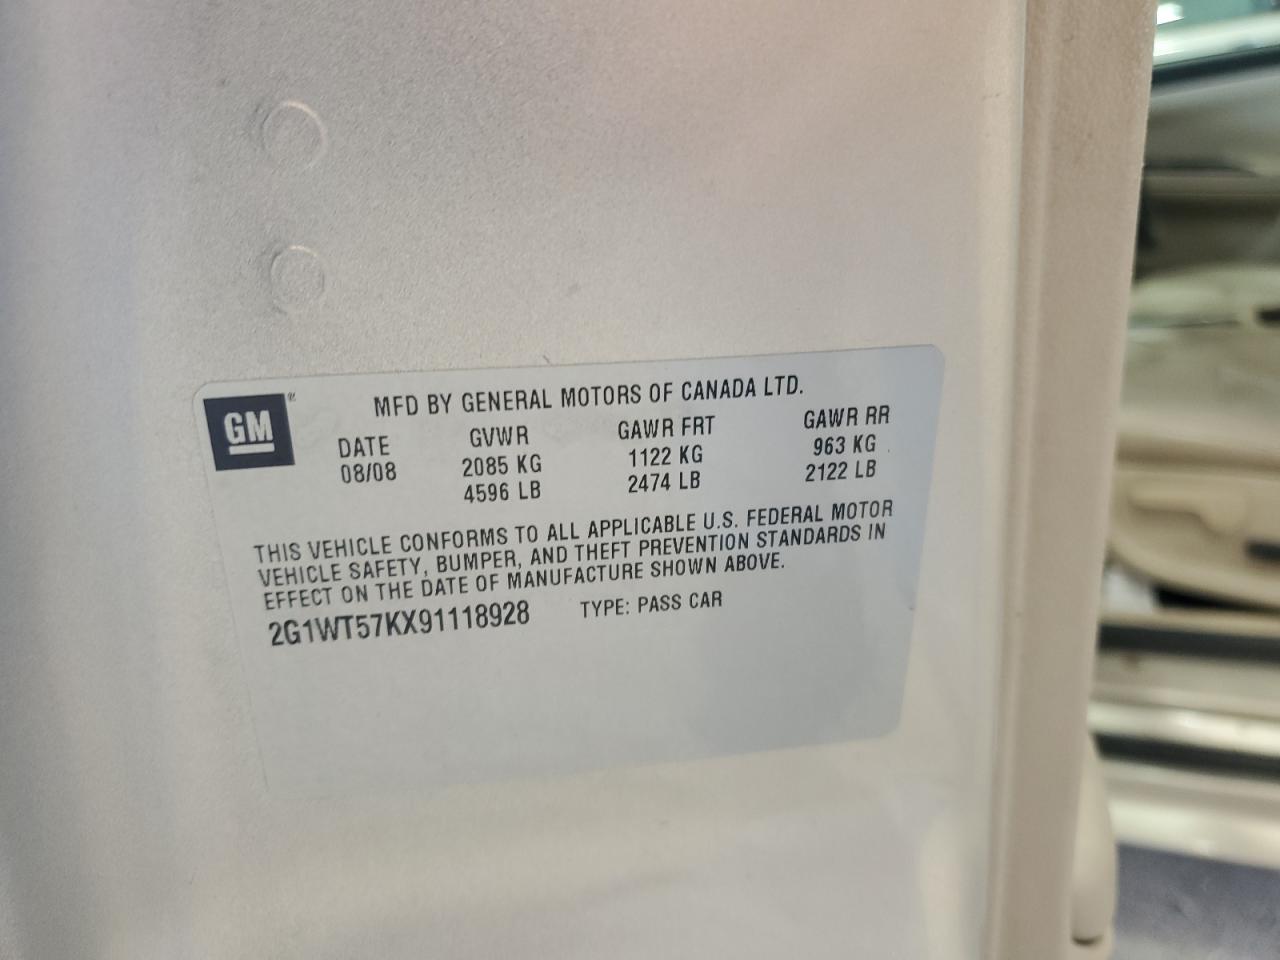 GM
MFD BY GENERAL MOTORS OF CANADA LTD.
DATE GVWR GAWR FRT GAWR RR
08/08 2085 KG 1122 KG 963 KG
4596 LB 2474 LB 2122 LB
THIS VEHICLE CONFORMS TO ALL APPLICABLE U.S. FEDERAL MOTOR
VEHICLE SAFETY, BUMPER, AND THEFT PREVENTION STANDARDS IN
EFFECT ON THE DATE OF MANUFACTURE SHOWN ABOVE.
2G1WT57KX91118928 TYPE: PASS CAR